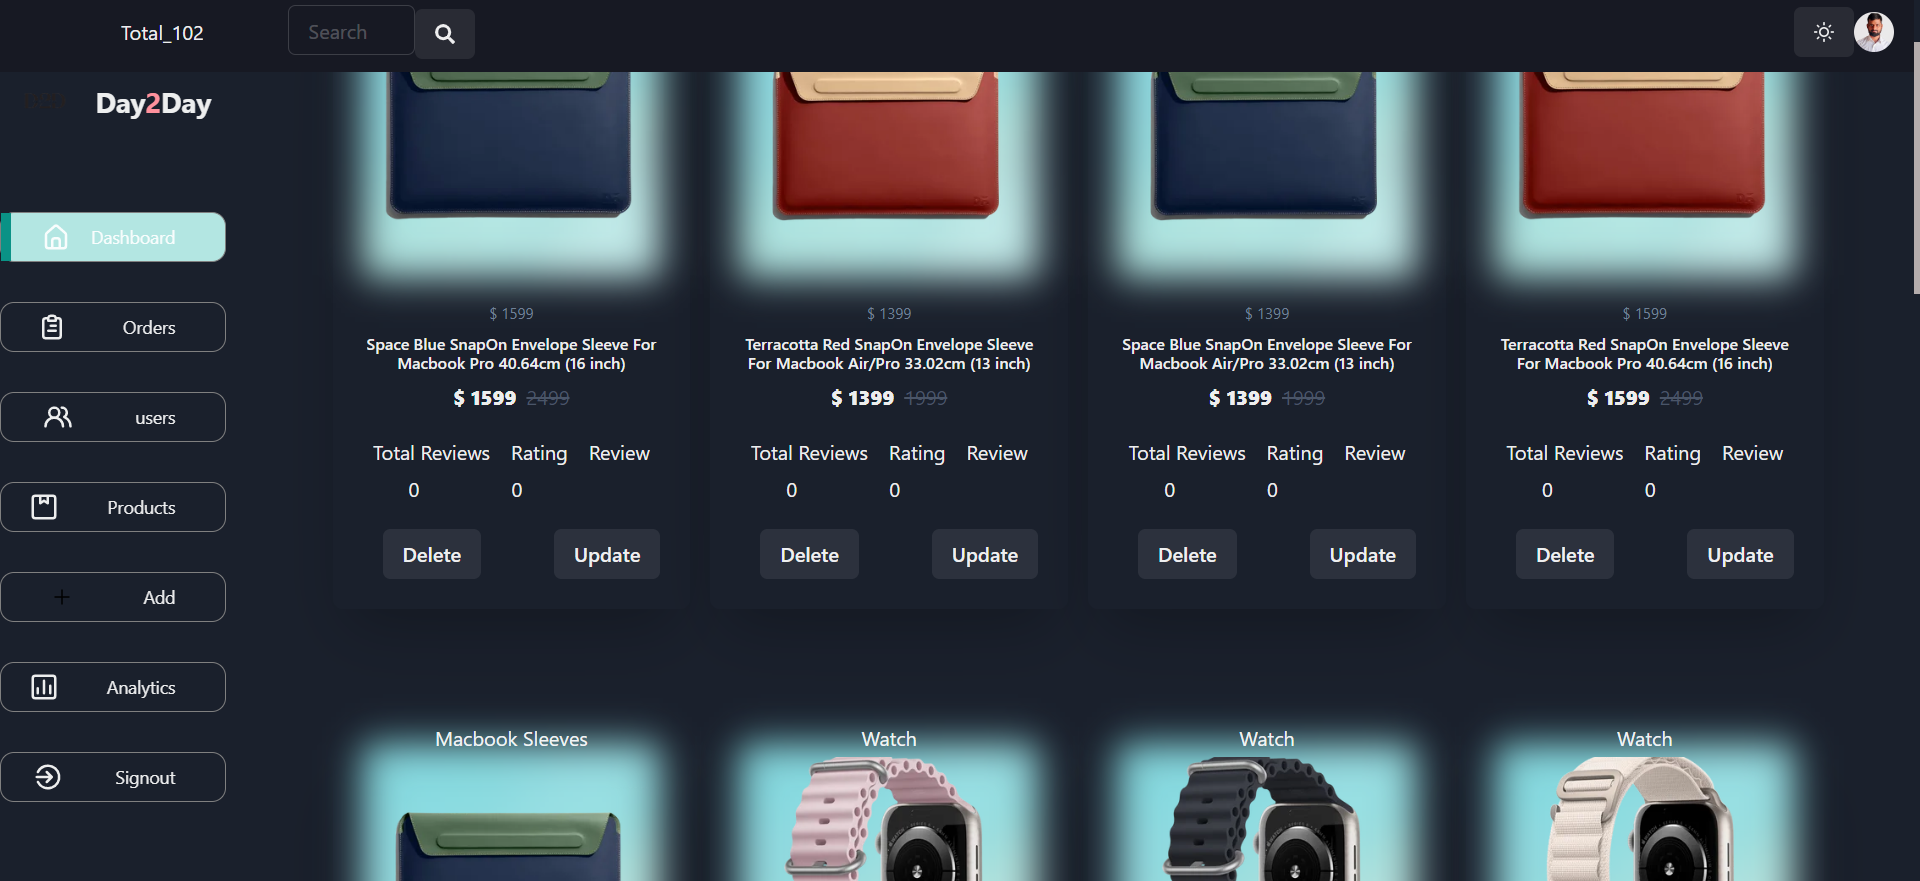 Total_102
Search
Day2Day
Dashboard
Orders
users
Products
Add
Analytics
Signout
$ 1599
Space Blue SnapOn Envelope Sleeve For
Macbook Pro 40.64cm (16 inch)
$ 1599 2499
Total Reviews Rating Review
0 0
Delete Update
$ 1399
Terracotta Red SnapOn Envelope Sleeve
For Macbook Air/Pro 33.02cm (13 inch)
$ 1399 1999
Total Reviews Rating Review
0 0
Delete Update
$ 1399
Space Blue SnapOn Envelope Sleeve For
Macbook Air/Pro 33.02cm (13 inch)
$ 1399 1999
Total Reviews Rating Review
0 0
Delete Update
$ 1599
Terracotta Red SnapOn Envelope Sleeve
For Macbook Pro 40.64cm (16 inch)
$ 1599 2499
Total Reviews Rating Review
0 0
Delete Update
Macbook Sleeves
Watch
Watch
Watch